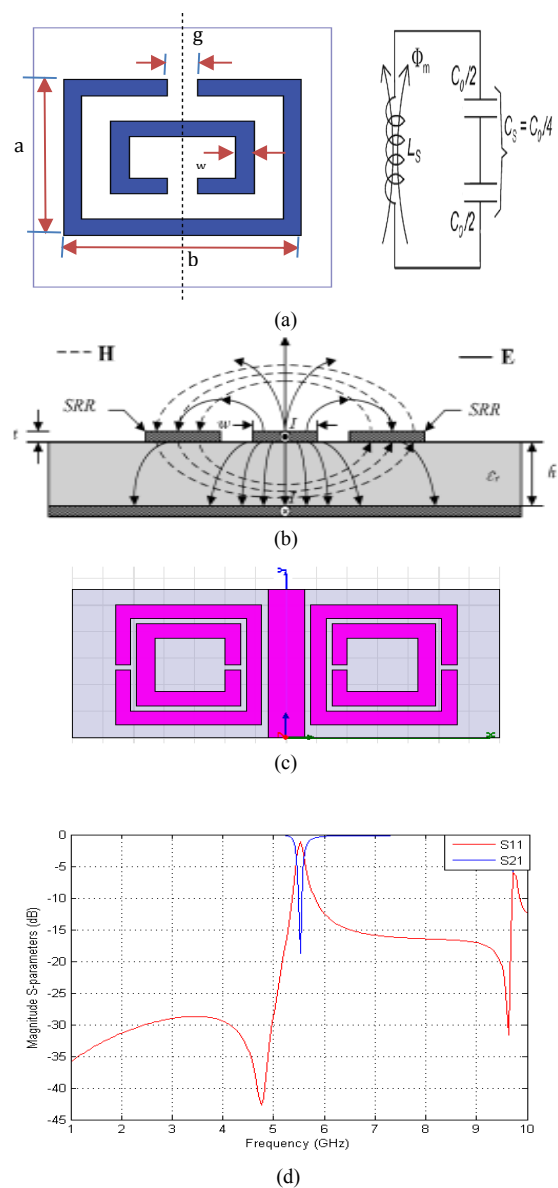 g
a
w
b
Φm
LS
C0/2
C0/2
CS = C0/4
(a)
H
E
SRR
SRR
t
w
I
h
εr
(b)
(c)
S11
S21
0
-5
-10
-15
-20
-25
-30
-35
-40
-45
Magnitude S-parameters (dB)
1 2 3 4 5 6 7 8 9 10
Frequency (GHz)
(d)